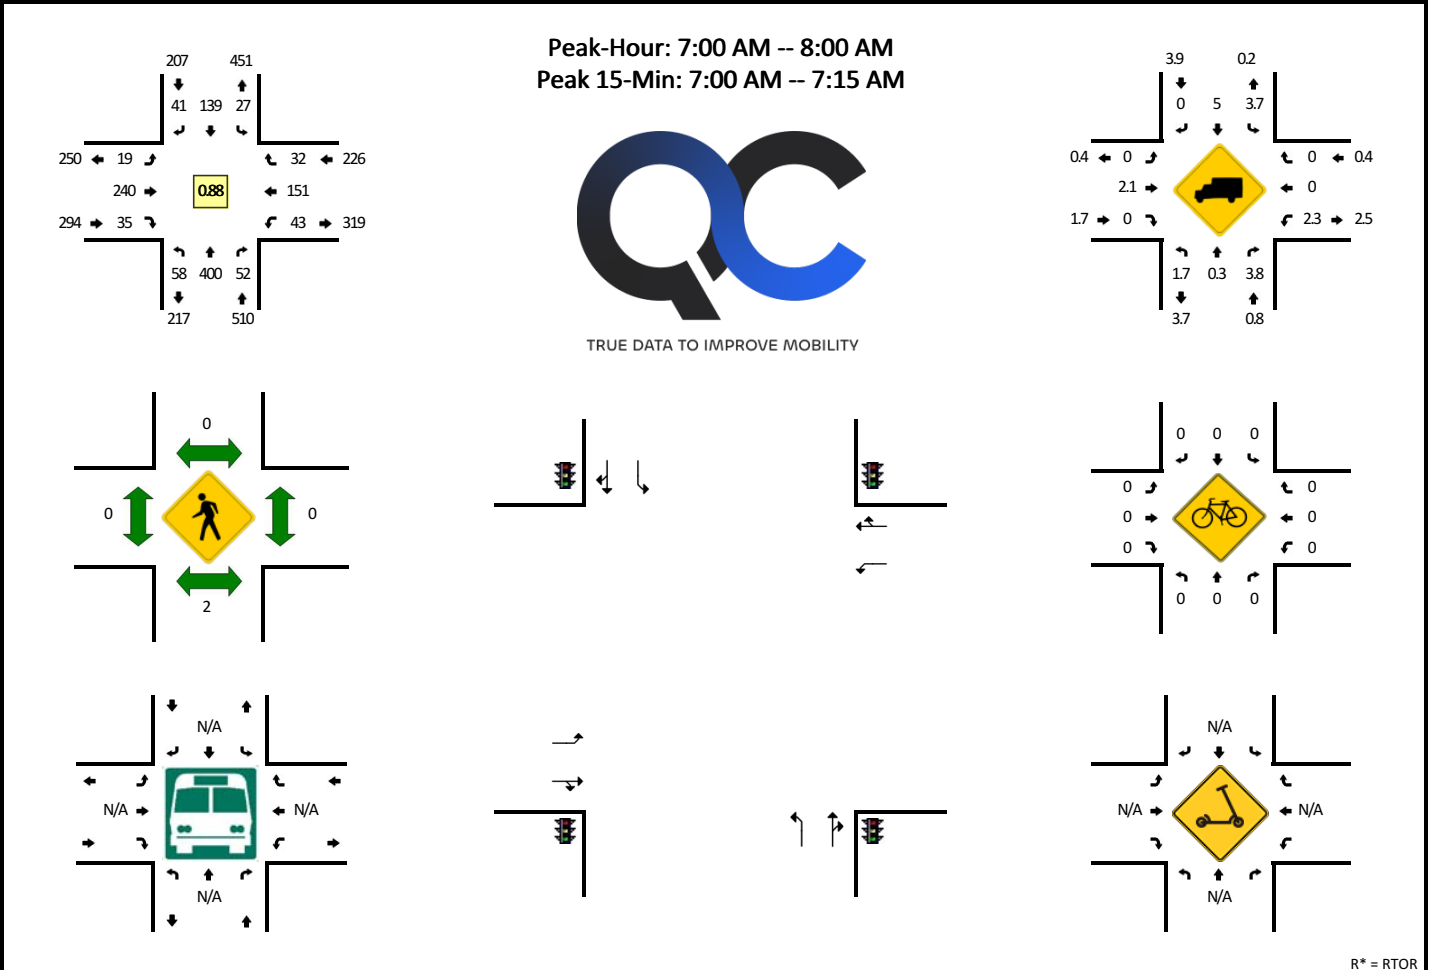 Peak-Hour: 7:00 AM -- 8:00 AM
Peak 15-Min: 7:00 AM -- 7:15 AM
207 451
41 139 27
250 19 32 226
240 0.88 151
294 35 43 319
58 400 52
217 510
QC
TRUE DATA TO IMPROVE MOBILITY
3.9 0.2
0 5 3.7
0.4 0 0 0.4
2.1 0
1.7 0 2.3 2.5
1.7 0.3 3.8
3.7 0.8
0
0 0
2
0 0 0
0 0
0 0
0 0
0 0 0
N/A
N/A N/A
N/A
N/A
N/A N/A
N/A
R* = RTOR